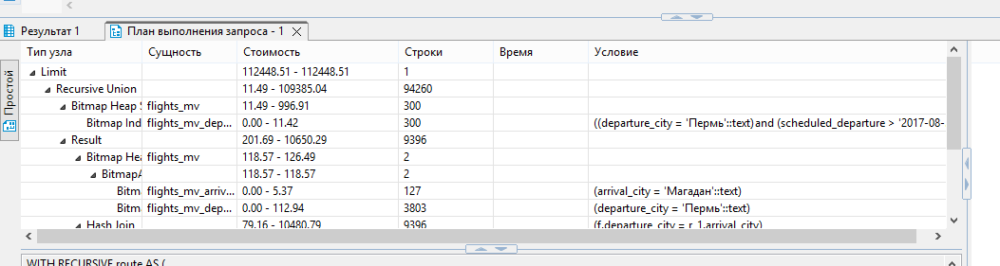 Результат 1 План выполнения запроса - 1
Тип узла Сущность Стоимость Строки Время Условие
Простой
Limit 112448.51 - 112448.51 1
Recursive Union 11.49 - 109385.04 94260
Bitmap Heap S flights_mv 11.49 - 996.91 300
Bitmap Ind flights_mv_dep... 0.00 - 11.42 300 ((departure_city = 'Пермь'::text) and (scheduled_departure > '2017-08-
Result 201.69 - 10650.29 9396
Bitmap Hea flights_mv 118.57 - 126.49 2
BitmapA 118.57 - 118.57 2
Bitm flights_mv_arriv... 0.00 - 5.37 127 (arrival_city = 'Магадан'::text)
Bitm flights_mv_dep... 0.00 - 112.94 3803 (departure_city = 'Пермь'::text)
Hash Join 79.16 - 10480.79 9396 (f.departure_city = r_1.arrival_city)
WITH RECURSIVE route AS (